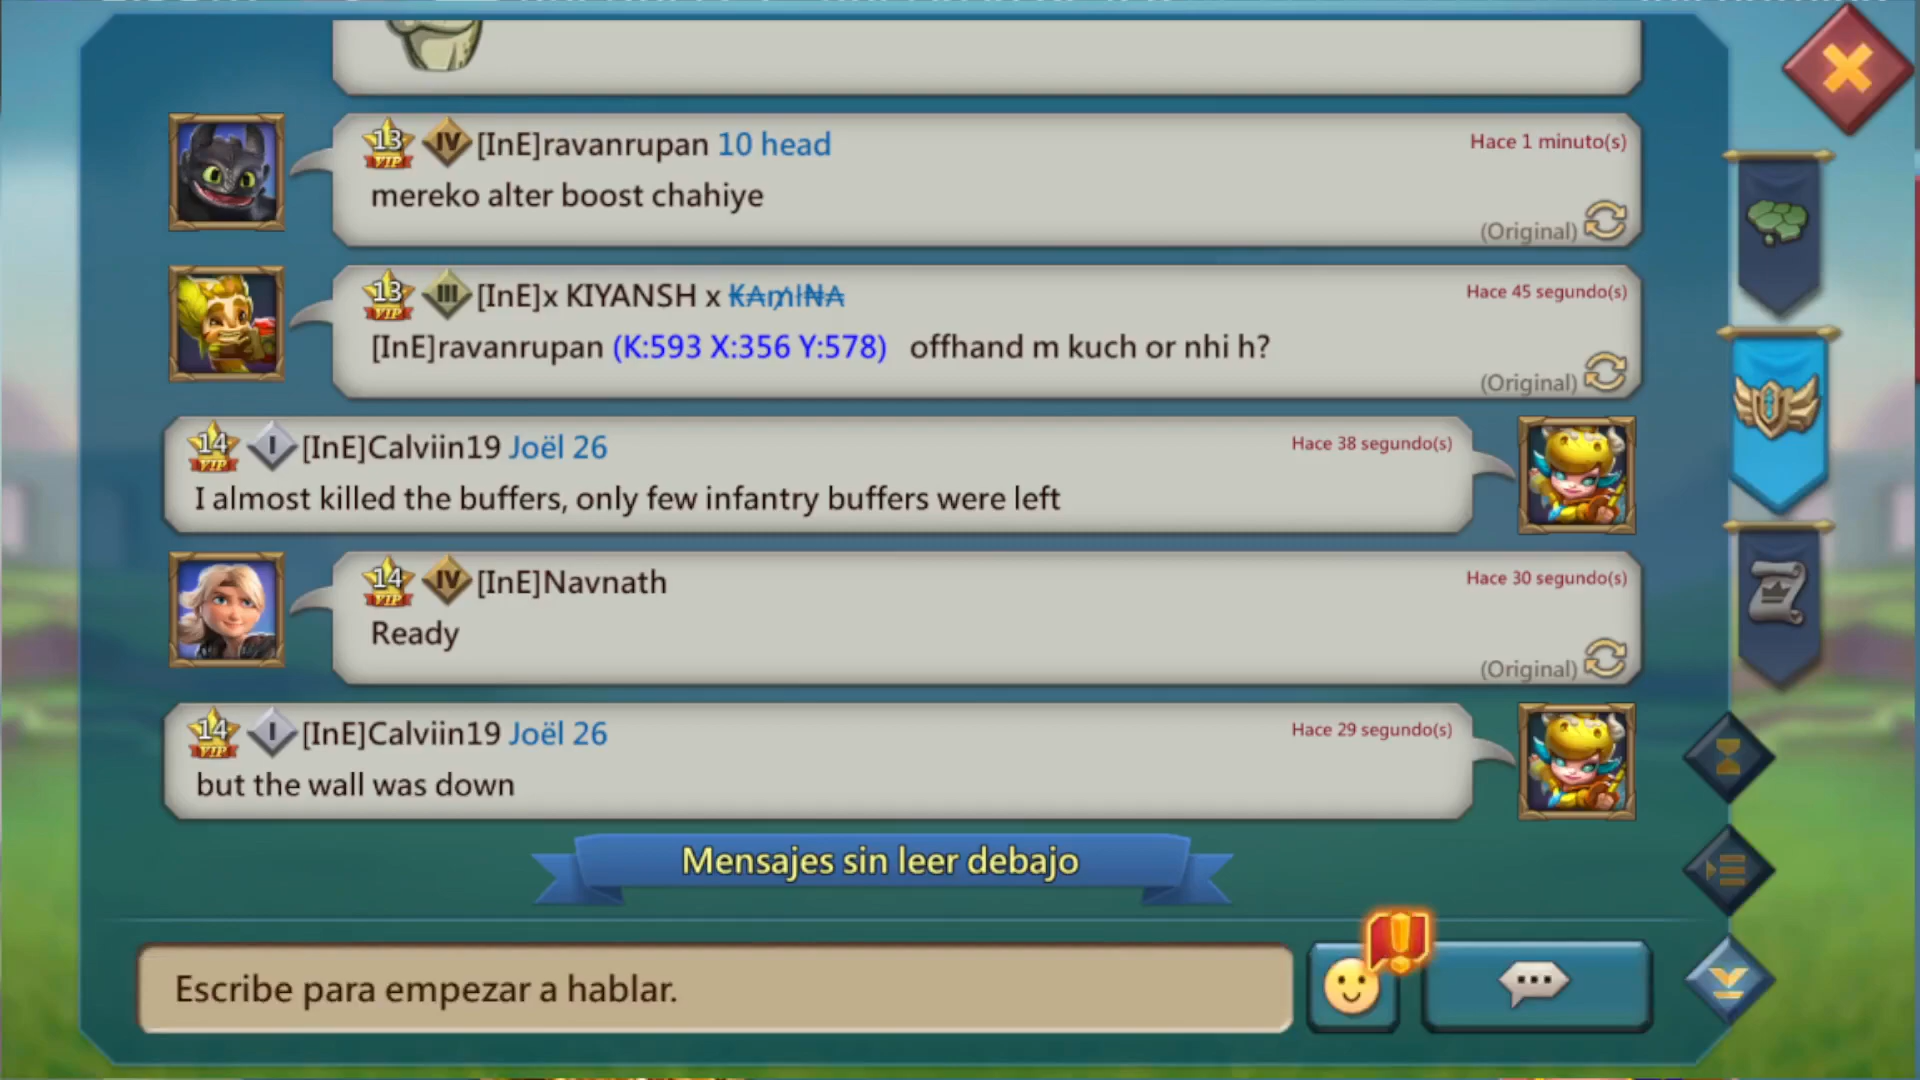 13 VIP IV [InE]ravanrupan 10 head Hace 1 minuto(s)
mereko alter boost chahiye
(Original)
13 VIP III [InE]x KIYANSH x ₭₳₥ł₦₳ Hace 45 segundo(s)
[InE]ravanrupan (K:593 X:356 Y:578) offhand m kuch or nhi h?
(Original)
14 VIP I [InE]Calviin19 Joël 26 Hace 38 segundo(s)
I almost killed the buffers, only few infantry buffers were left
14 VIP IV [InE]Navnath Hace 30 segundo(s)
Ready
(Original)
14 VIP I [InE]Calviin19 Joël 26 Hace 29 segundo(s)
but the wall was down
Mensajes sin leer debajo
Escribe para empezar a hablar.